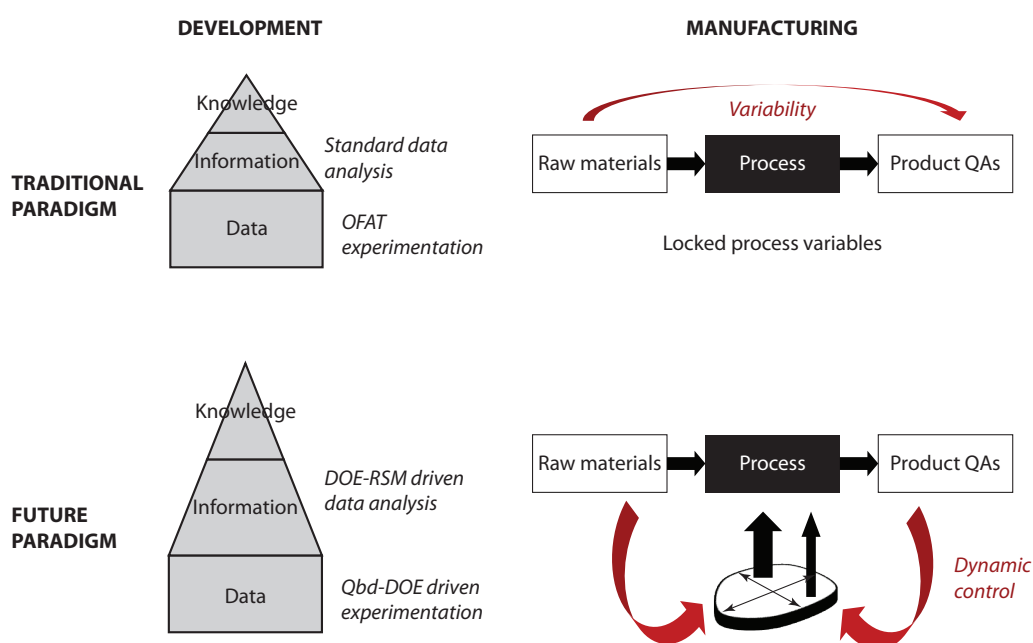 DEVELOPMENT
MANUFACTURING
TRADITIONAL
PARADIGM
Knowledge
Information
Data
Standard data
analysis
OFAT
experimentation
Variability
Raw materials
Process
Product QAs
Locked process variables
FUTURE
PARADIGM
Knowledge
Information
Data
DOE-RSM driven
data analysis
Qbd-DOE driven
experimentation
Raw materials
Process
Product QAs
Dynamic
control